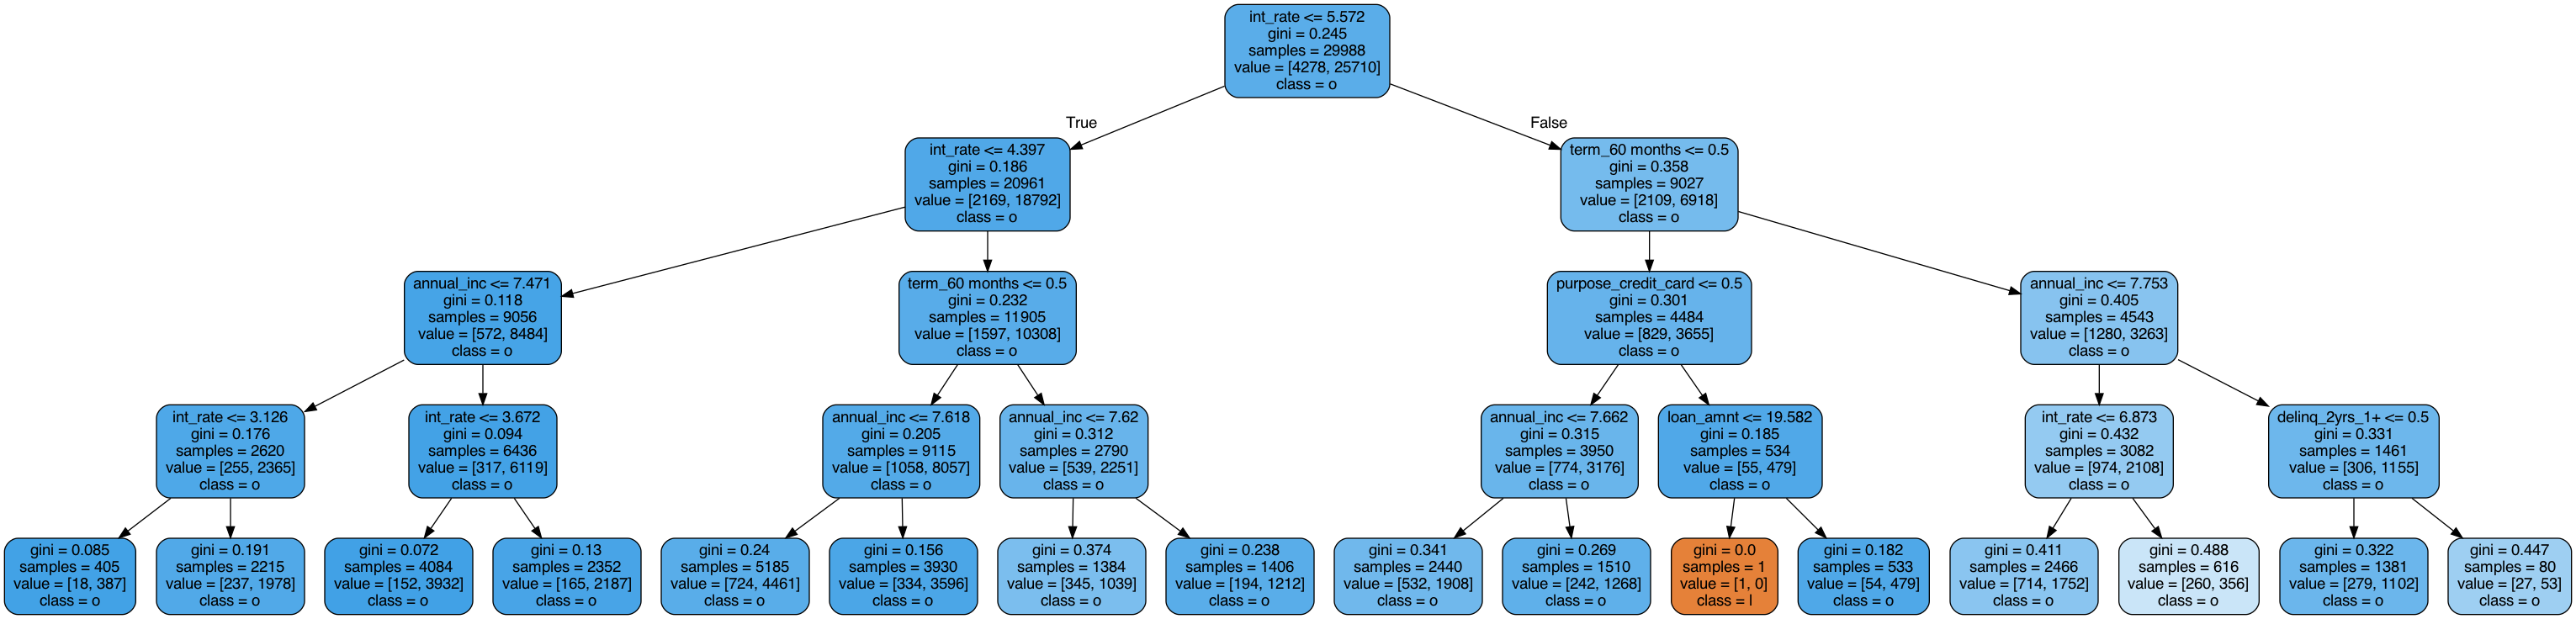 int_rate <= 5.572
gini = 0.245
samples = 29988
value = [4278, 25710]
class = o
True
False
int_rate <= 4.397
gini = 0.186
samples = 20961
value = [2169, 18792]
class = o
term_60 months <= 0.5
gini = 0.358
samples = 9027
value = [2109, 6918]
class = o
annual_inc <= 7.471
gini = 0.118
samples = 9056
value = [572, 8484]
class = o
term_60 months <= 0.5
gini = 0.232
samples = 11905
value = [1597, 10308]
class = o
purpose_credit_card <= 0.5
gini = 0.301
samples = 4484
value = [829, 3655]
class = o
annual_inc <= 7.753
gini = 0.405
samples = 4543
value = [1280, 3263]
class = o
int_rate <= 3.126
gini = 0.176
samples = 2620
value = [255, 2365]
class = o
int_rate <= 3.672
gini = 0.094
samples = 6436
value = [317, 6119]
class = o
annual_inc <= 7.618
gini = 0.205
samples = 9115
value = [1058, 8057]
class = o
annual_inc <= 7.62
gini = 0.312
samples = 2790
value = [539, 2251]
class = o
annual_inc <= 7.662
gini = 0.315
samples = 3950
value = [774, 3176]
class = o
loan_amnt <= 19.582
gini = 0.185
samples = 534
value = [55, 479]
class = o
int_rate <= 6.873
gini = 0.432
samples = 3082
value = [974, 2108]
class = o
delinq_2yrs_1+ <= 0.5
gini = 0.331
samples = 1461
value = [306, 1155]
class = o
gini = 0.085
samples = 405
value = [18, 387]
class = o
gini = 0.191
samples = 2215
value = [237, 1978]
class = o
gini = 0.072
samples = 4084
value = [152, 3932]
class = o
gini = 0.13
samples = 2352
value = [165, 2187]
class = o
gini = 0.24
samples = 5185
value = [724, 4461]
class = o
gini = 0.156
samples = 3930
value = [334, 3596]
class = o
gini = 0.374
samples = 1384
value = [345, 1039]
class = o
gini = 0.238
samples = 1406
value = [194, 1212]
class = o
gini = 0.341
samples = 2440
value = [532, 1908]
class = o
gini = 0.269
samples = 1510
value = [242, 1268]
class = o
gini = 0.0
samples = 1
value = [1, 0]
class = l
gini = 0.182
samples = 533
value = [54, 479]
class = o
gini = 0.411
samples = 2466
value = [714, 1752]
class = o
gini = 0.488
samples = 616
value = [260, 356]
class = o
gini = 0.322
samples = 1381
value = [279, 1102]
class = o
gini = 0.447
samples = 80
value = [27, 53]
class = o